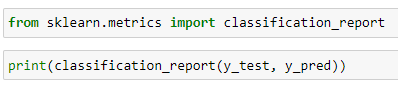 from sklearn.metrics import classification_report
print(classification_report(y_test, y_pred))